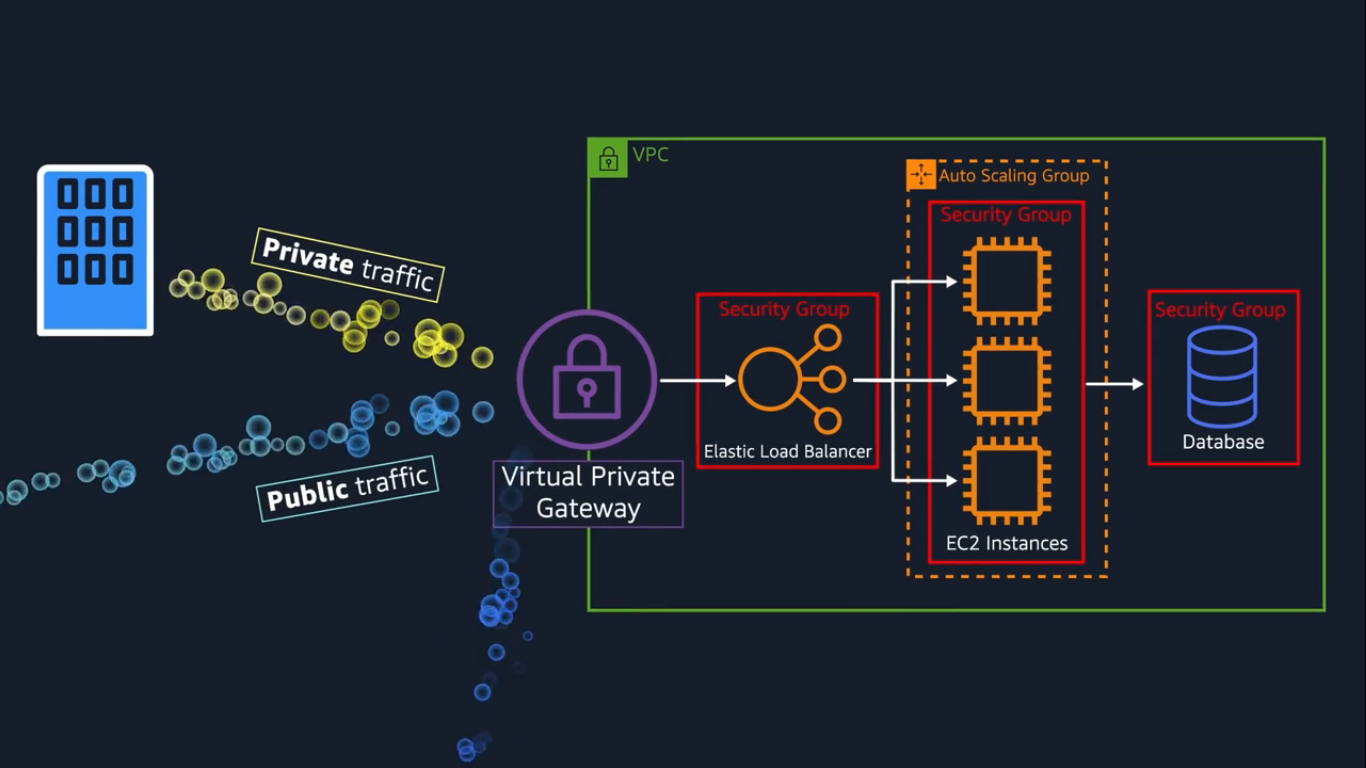 VPC
Auto Scaling Group
Security Group
Private traffic
Security Group
Security Group
Elastic Load Balancer
Database
Public traffic
Virtual Private
Gateway
EC2 Instances